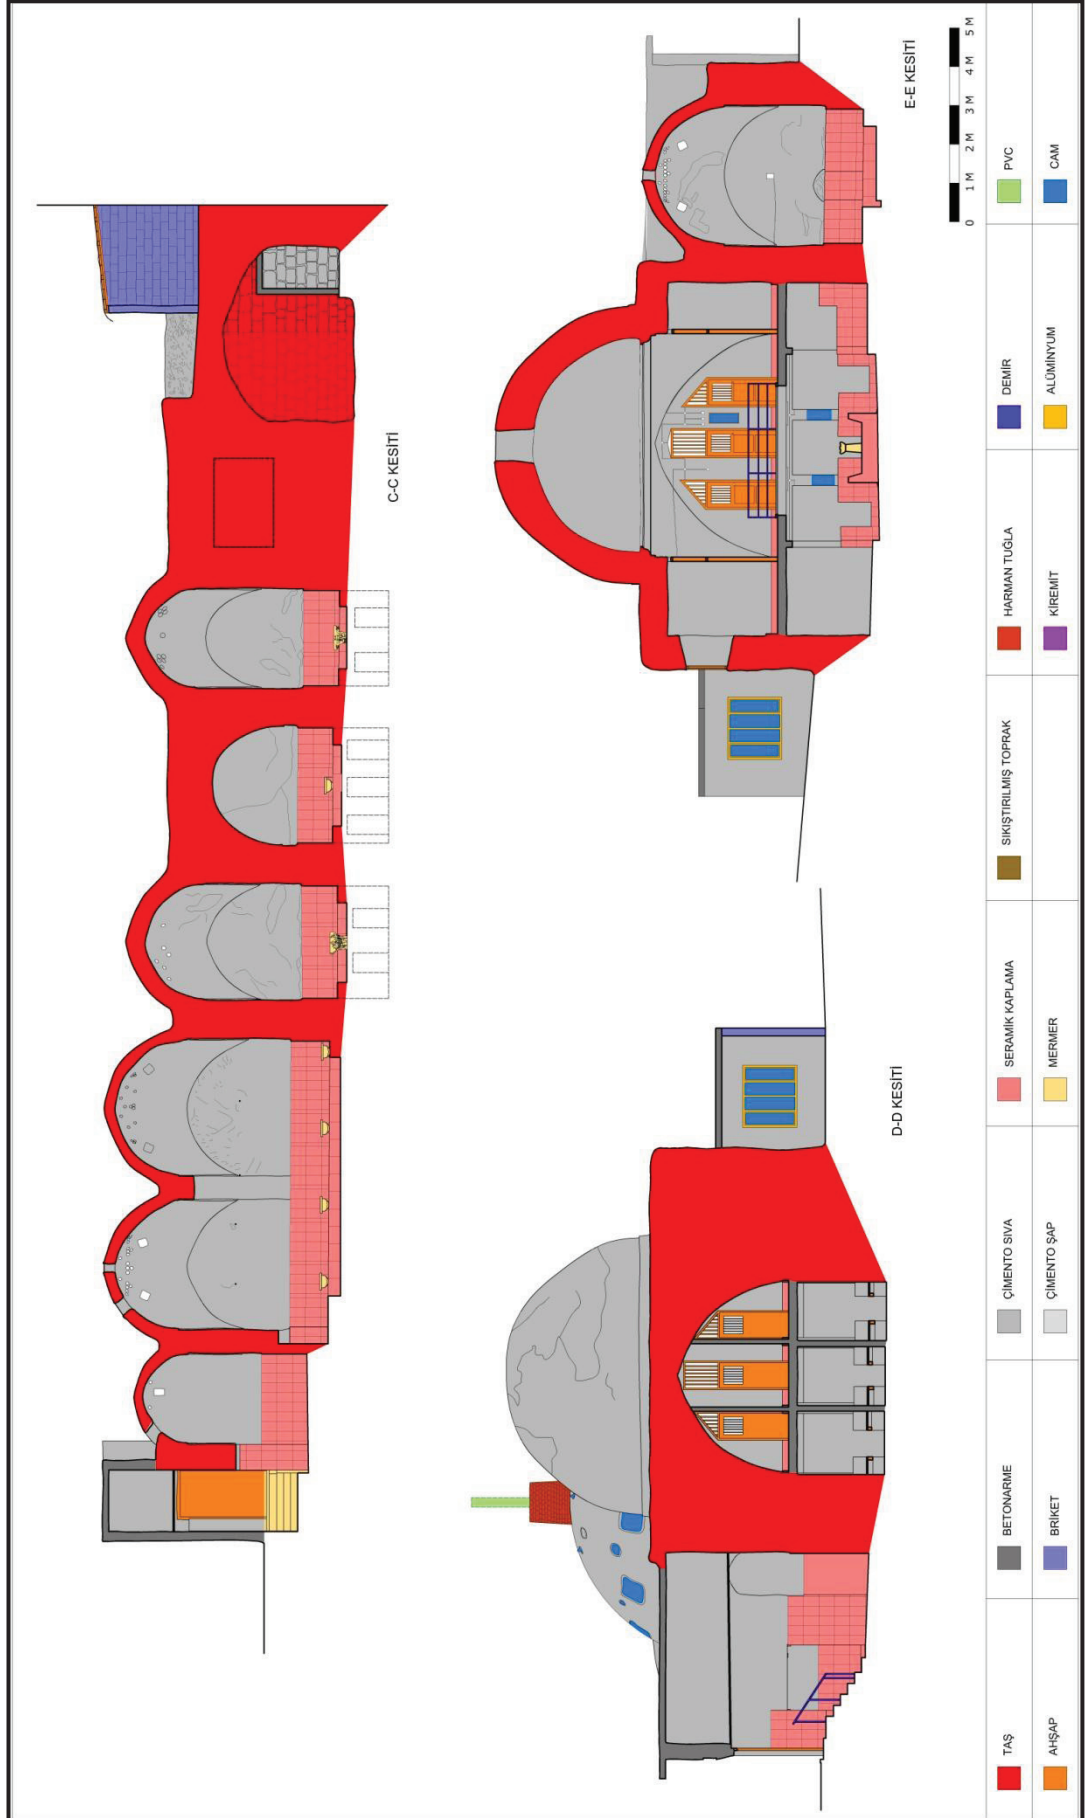 C-C KESİTİ
E-E KESİTİ
D-D KESİTİ
0 1 M 2 M 3 M 4 M 5 M
TAŞ
BETONARME
ÇİMENTO SIVA
SERAMİK KAPLAMA
SIKIŞTIRILMIŞ TOPRAK
HARMAN TUĞLA
DEMİR
PVC
AHŞAP
BRİKET
ÇİMENTO ŞAP
MERMER
KİREMİT
ALÜMİNYUM
CAM